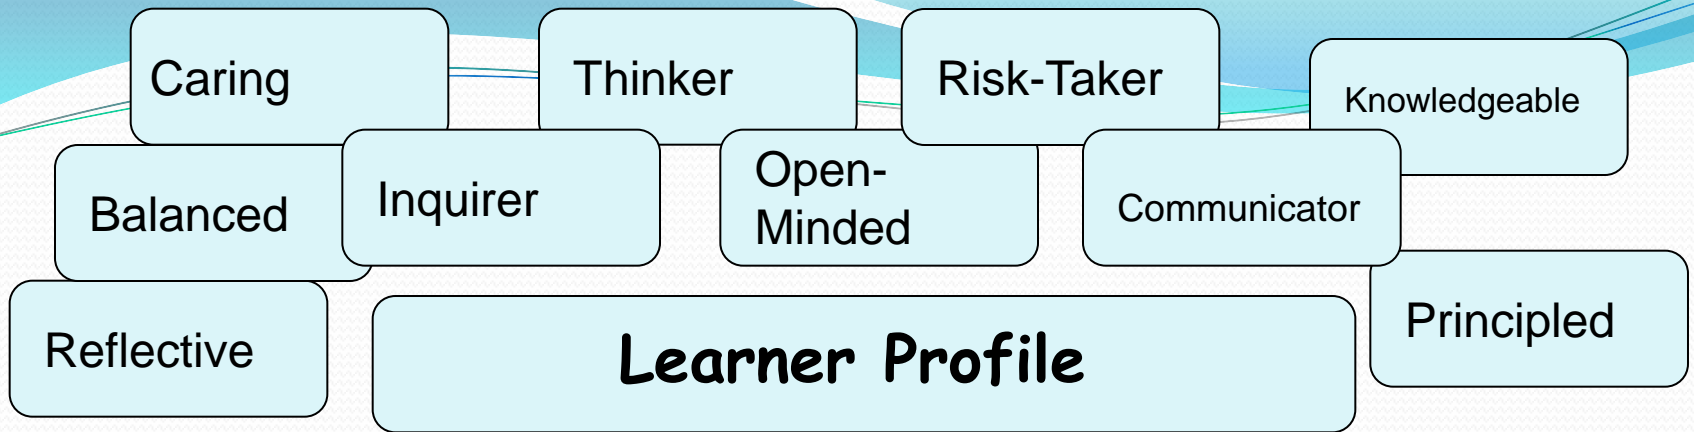 Caring
Thinker
Risk-Taker
Knowledgeable
Balanced
Inquirer
Open-
Minded
Communicator
Reflective
Learner Profile
Principled